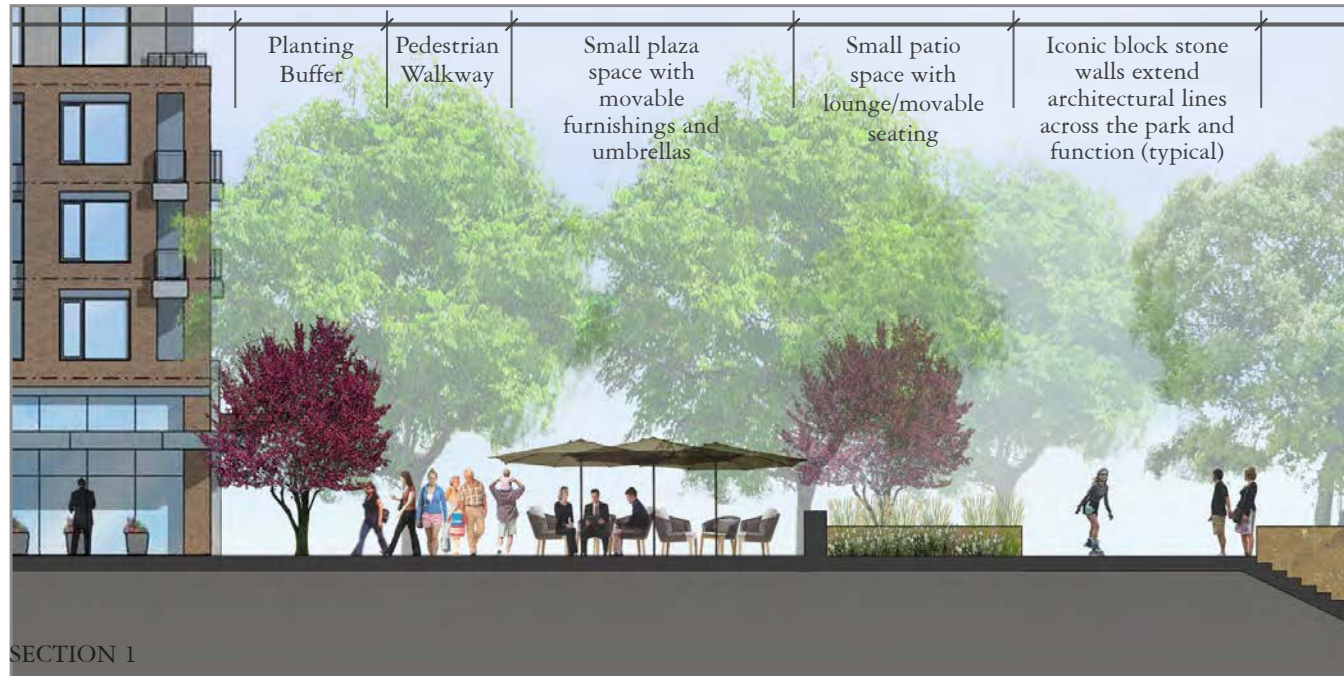 Planting
Buffer
Pedestrian
Walkway
Small plaza
space with
movable
furnishings and
umbrellas
Small patio
space with
lounge/movable
seating
Iconic block stone
walls extend
architectural lines
across the park and
function (typical)
SECTION 1